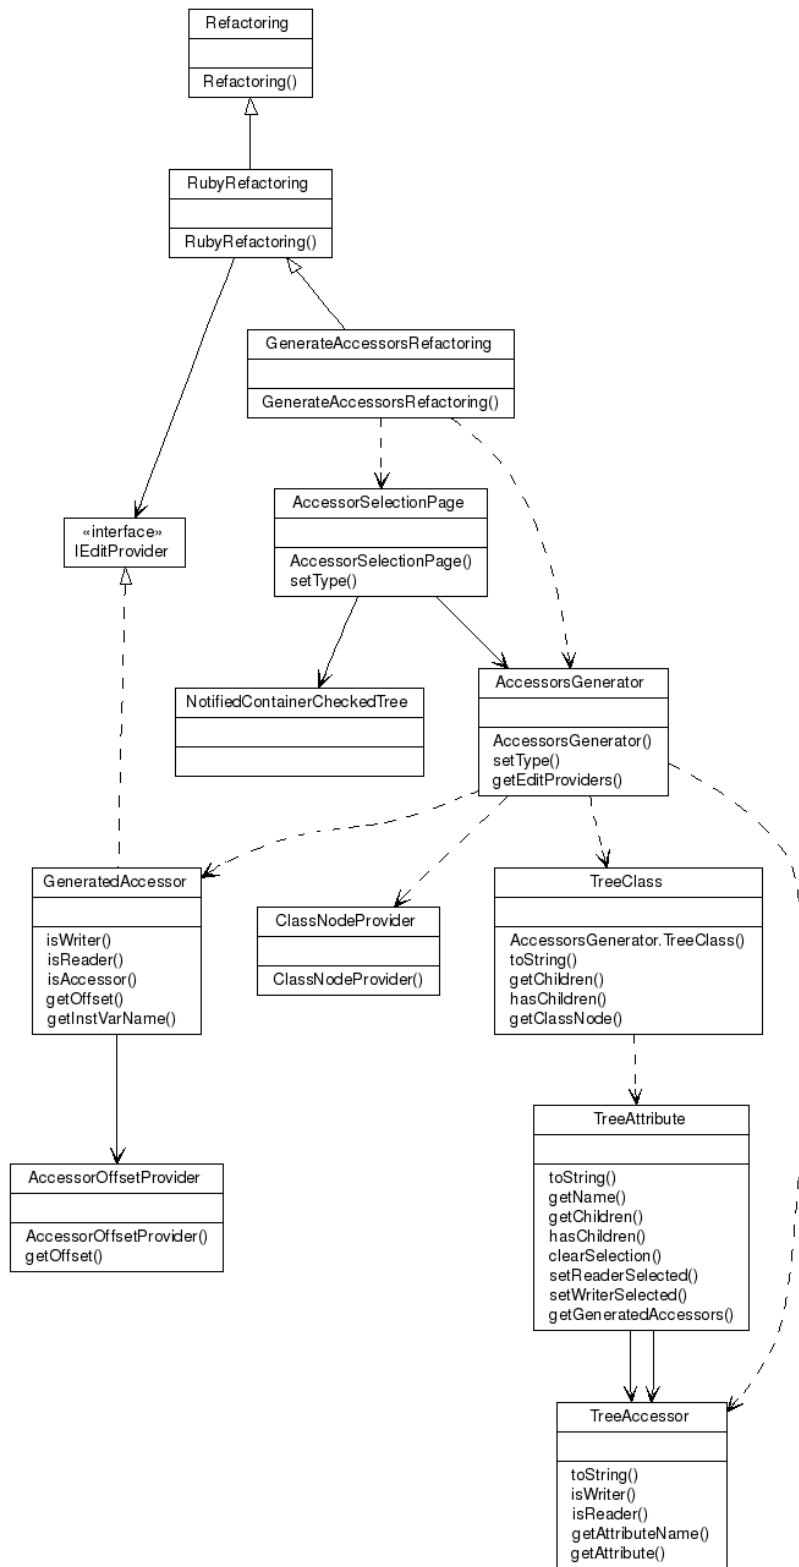 Refactoring
Refactoring()
RubyRefactoring
RubyRefactoring()
GenerateAccessorsRefactoring
GenerateAccessorsRefactoring()
AccessorSelectionPage
AccessorSelectionPage()
setType()
«interface»
IEditProvider
NotifiedContainerCheckedTree
AccessorsGenerator
AccessorsGenerator()
setType()
getEditProviders()
GeneratedAccessor
isWriter()
isReader()
isAccessor()
getOffset()
getInstVarName()
ClassNodeProvider
ClassNodeProvider()
TreeClass
AccessorsGenerator.TreeClass()
toString()
getChildren()
hasChildren()
getClassNode()
TreeAttribute
toString()
getName()
getChildren()
hasChildren()
clearSelection()
setReaderSelected()
setWriterSelected()
getGeneratedAccessors()
AccessorOffsetProvider
AccessorOffsetProvider()
getOffset()
TreeAccessor
toString()
isWriter()
isReader()
getAttributeName()
getAttribute()